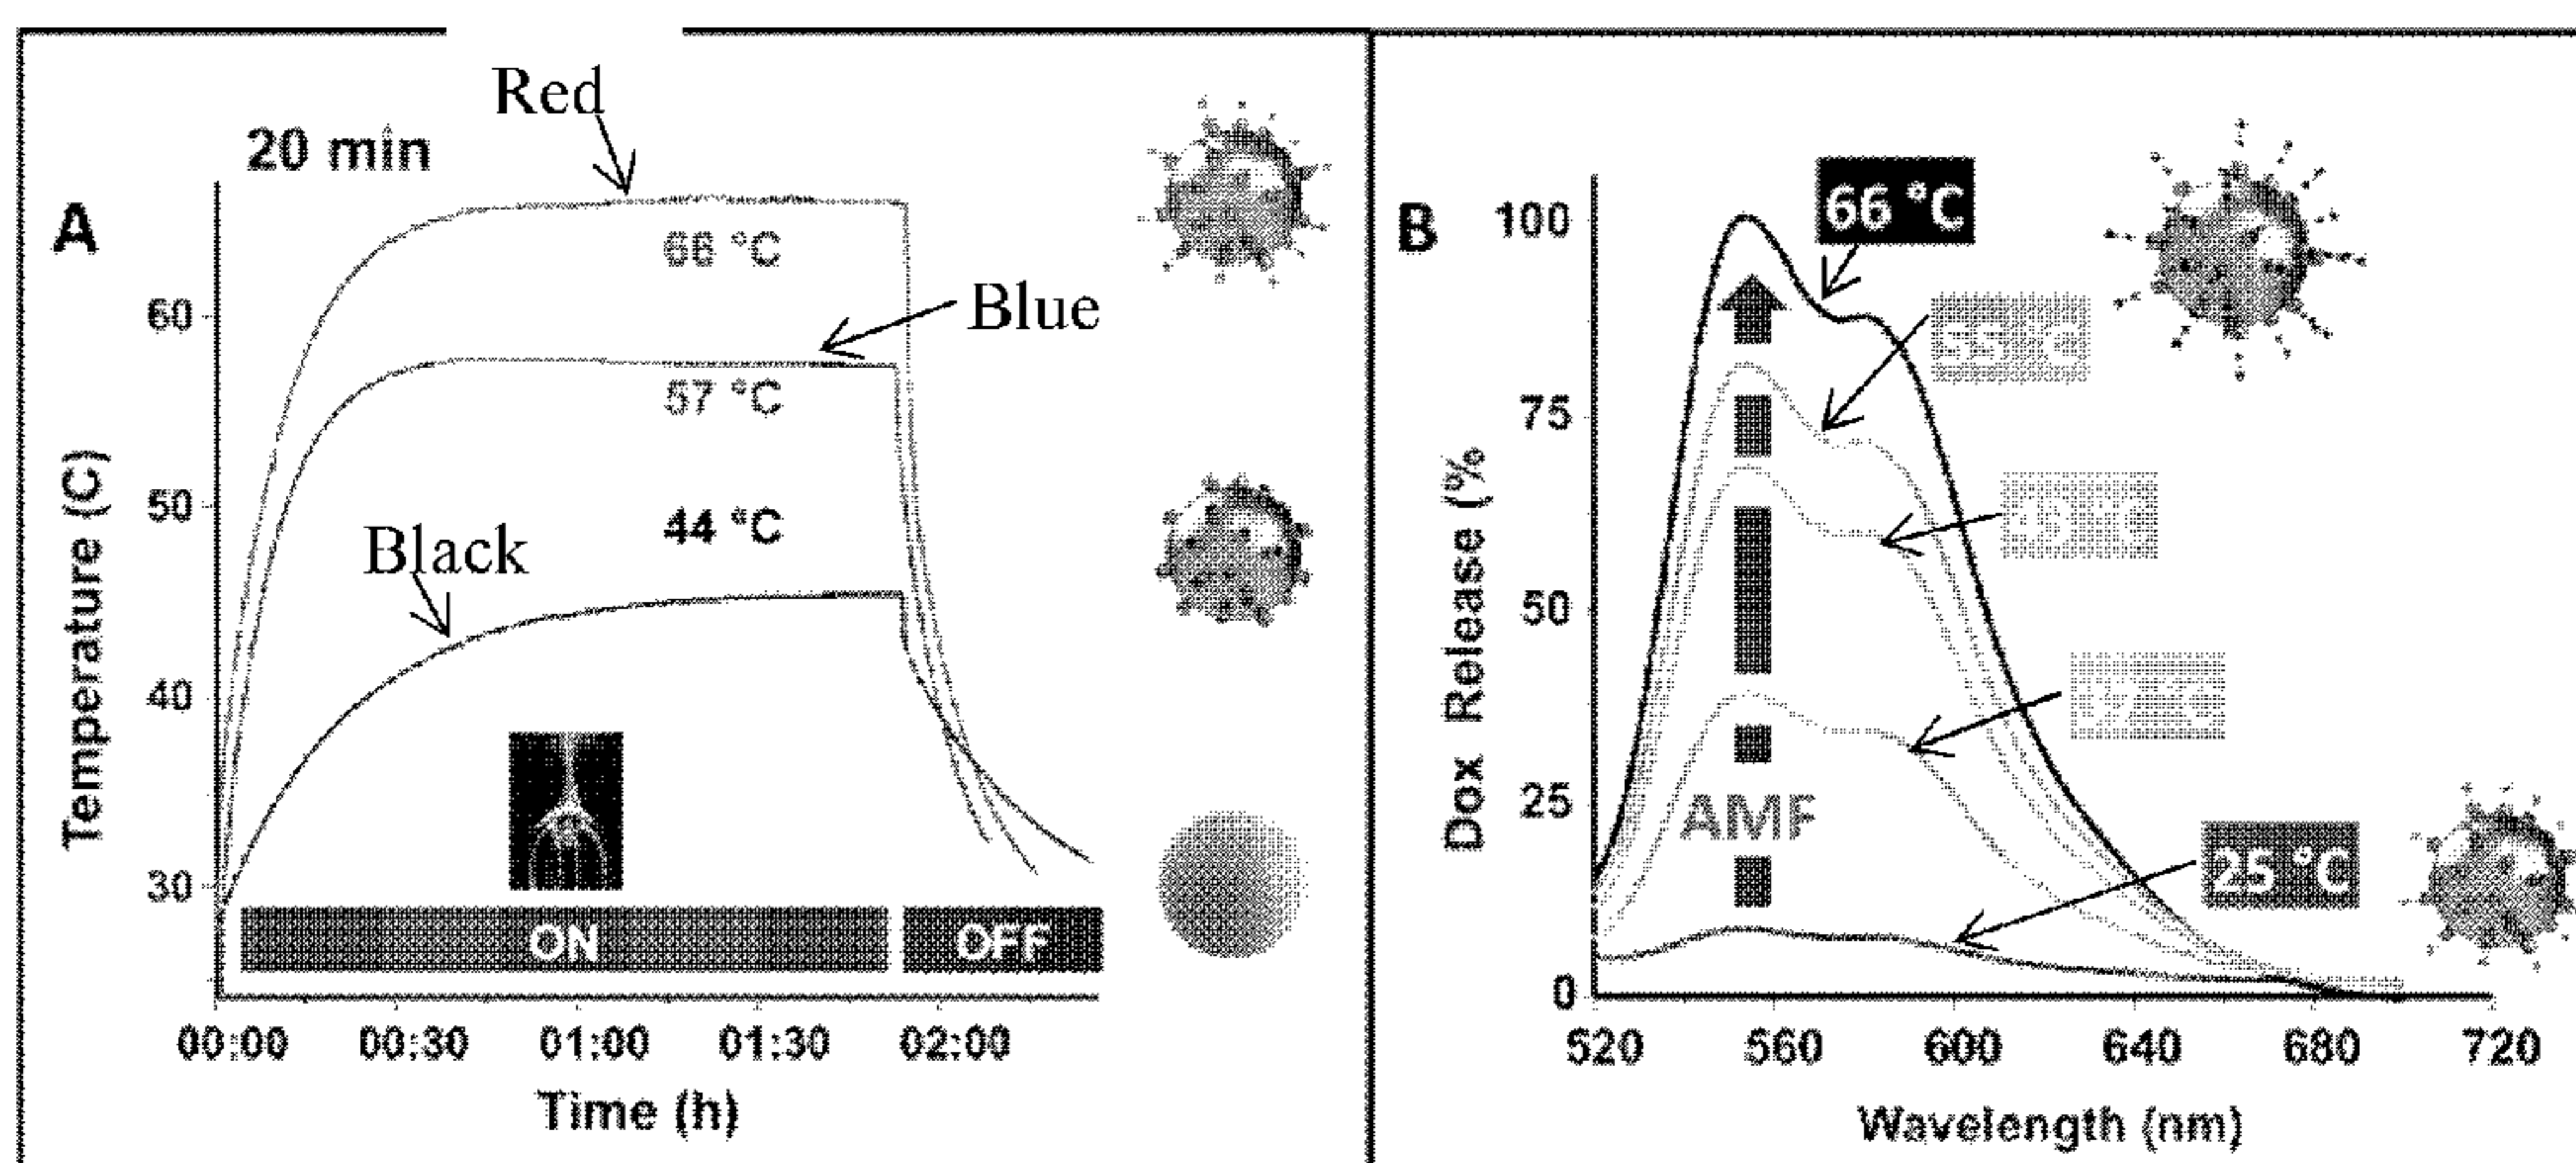 Red
20 min
A
66 °C
Blue
60
57 °C
50
44 °C
Black
40
30
ON
OFF
00:00 00:30 01:00 01:30 02:00
Time (h)
Temperature (C)
B
100
66 °C
55 °C
75
50
25
AMF
25 °C
0
520 560 600 640 680 720
Wavelength (nm)
Dox Release (%